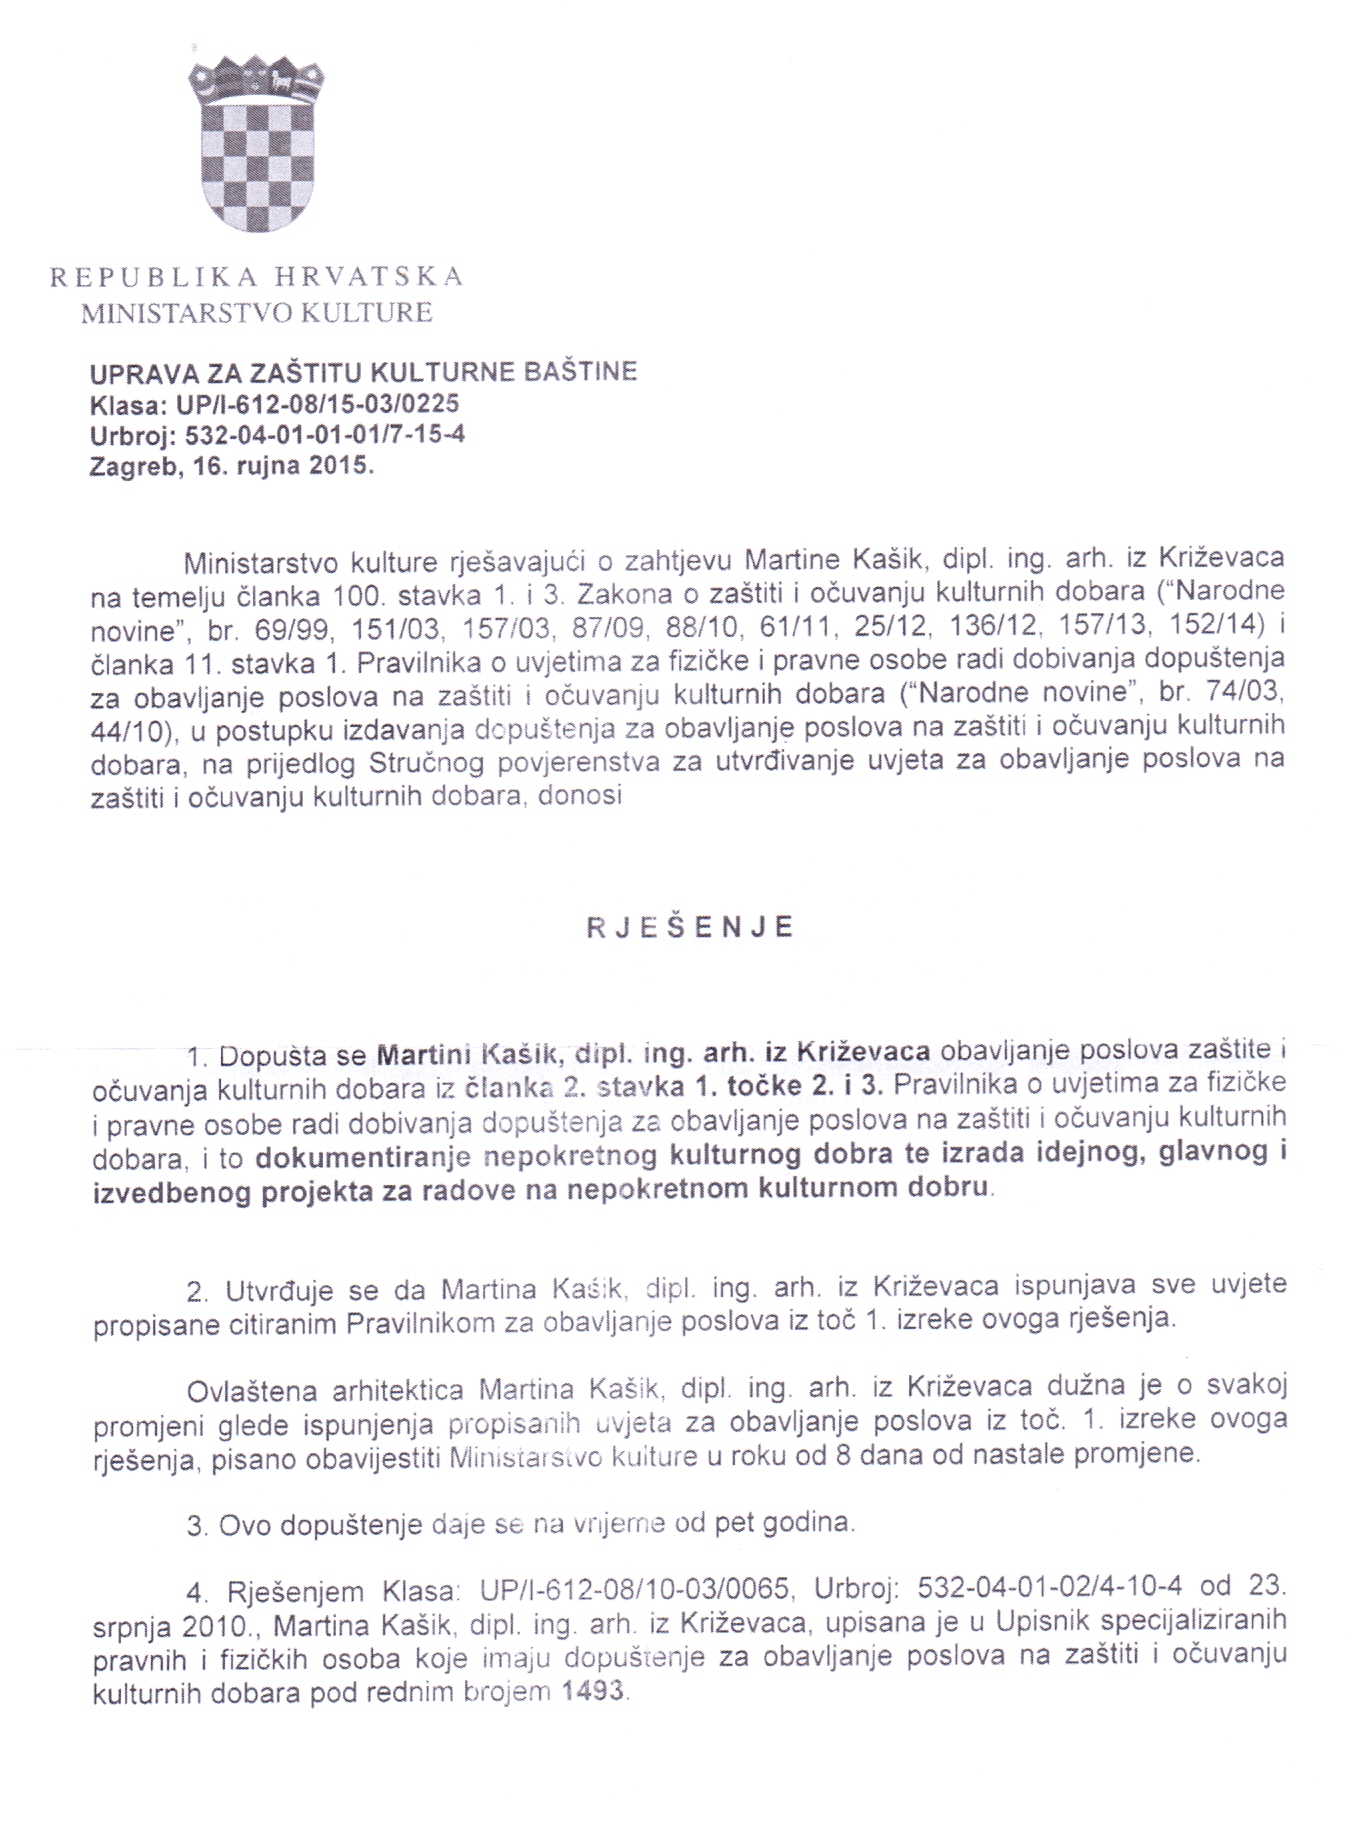 REPUBLIKA HRVATSKA
MINISTARSTVO KULTURE
UPRAVA ZA ZAŠTITU KULTURNE BAŠTINE
Klasa: UP/I-612-08/15-03/0225
Urbroj: 532-04-01-01-01/7-15-4
Zagreb, 16. rujna 2015.
Ministarstvo kulture rješavajući o zahtjevu Martine Kašik, dipl. ing. arh. iz Križevaca
na temelju članka 100. stavka 1. i 3. Zakona o zaštiti i očuvanju kulturnih dobara (“Narodne
novine”, br. 69/99, 151/03, 157/03, 87/09, 88/10, 61/11, 25/12, 136/12, 157/13, 152/14) i
članka 11. stavka 1. Pravilnika o uvjetima za fizičke i pravne osobe radi dobivanja dopuštenja
za obavljanje poslova na zaštiti i očuvanju kulturnih dobara (“Narodne novine”, br. 74/03,
44/10), u postupku izdavanja dopuštenja za obavljanje poslova na zaštiti i očuvanju kulturnih
dobara, na prijedlog Stručnog povjerenstva za utvrđivanje uvjeta za obavljanje poslova na
zaštiti i očuvanju kulturnih dobara, donosi
RJEŠENJE
1. Dopušta se Martini Kašik, dipl. ing. arh. iz Križevaca obavljanje poslova zaštite i
očuvanja kulturnih dobara iz članka 2. stavka 1. točke 2. i 3. Pravilnika o uvjetima za fizičke
i pravne osobe radi dobivanja dopuštenja za obavljanje poslova na zaštiti i očuvanju kulturnih
dobara, i to dokumentiranje nepokretnog kulturnog dobra te izrada idejnog, glavnog i
izvedbenog projekta za radove na nepokretnom kulturnom dobru.
2. Utvrđuje se da Martina Kašik, dipl. ing. arh. iz Križevaca ispunjava sve uvjete
propisane citiranim Pravilnikom za obavljanje poslova iz toč 1. izreke ovoga rješenja.
Ovlaštena arhitektica Martina Kašik, dipl. ing. arh. iz Križevaca dužna je o svakoj
promjeni glede ispunjenja propisanih uvjeta za obavljanje poslova iz toč. 1. izreke ovoga
rješenja, pisano obavijestiti Ministarstvo kulture u roku od 8 dana od nastale promjene.
3. Ovo dopuštenje daje se na vrijeme od pet godina.
4. Rješenjem Klasa: UP/I-612-08/10-03/0065, Urbroj: 532-04-01-02/4-10-4 od 23.
srpnja 2010., Martina Kašik, dipl. ing. arh. iz Križevaca, upisana je u Upisnik specijaliziranih
pravnih i fizičkih osoba koje imaju dopuštenje za obavljanje poslova na zaštiti i očuvanju
kulturnih dobara pod rednim brojem 1493.